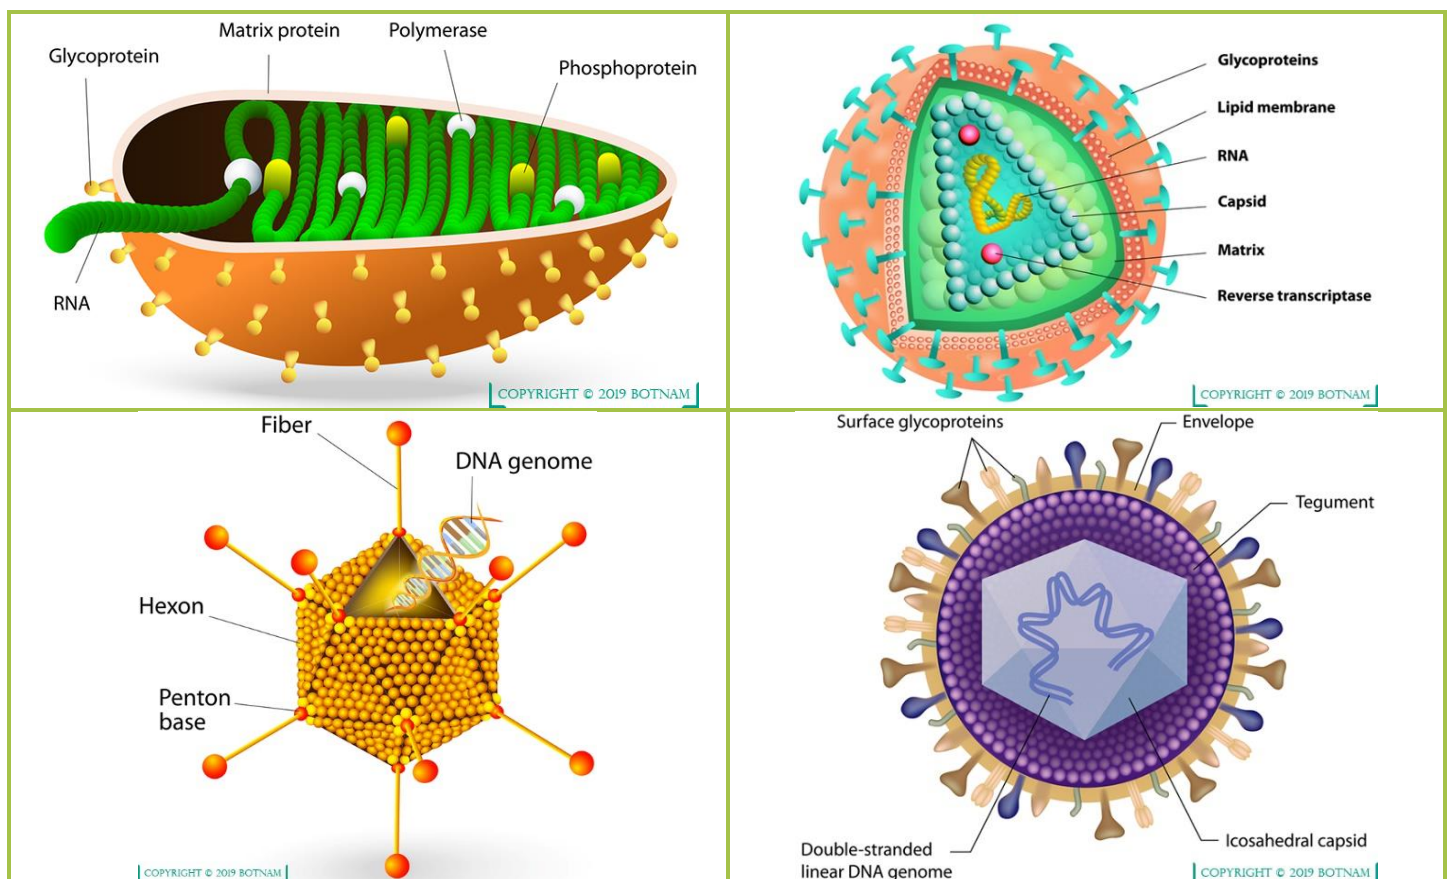 Matrix protein
Polymerase
Glycoprotein
Phosphoprotein
RNA
COPYRIGHT © 2019 BOTNAM
Glycoproteins
Lipid membrane
RNA
Capsid
Matrix
Reverse transcriptase
COPYRIGHT © 2019 BOTNAM
Fiber
DNA genome
Hexon
Penton
base
COPYRIGHT © 2019 BOTNAM
Surface glycoproteins
Envelope
Tegument
Icosahedral capsid
Double-stranded
linear DNA genome
COPYRIGHT © 2019 BOTNAM